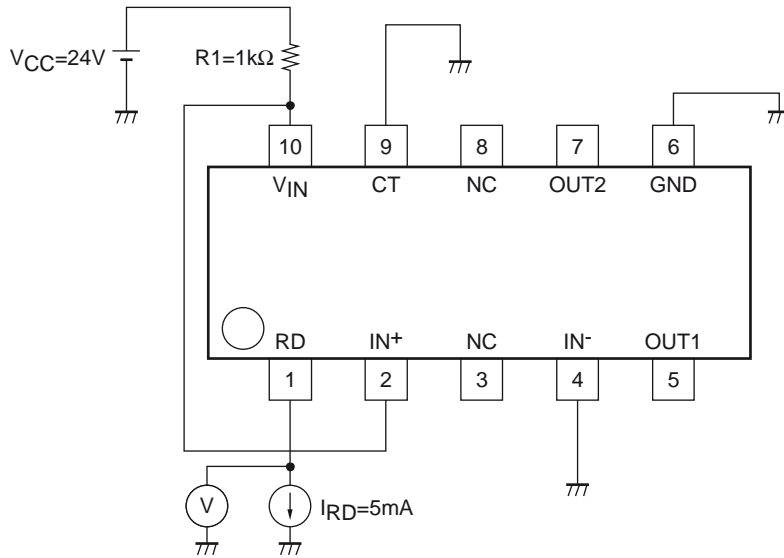 VCC=24V
R1=1kΩ
10 9 8 7 6
VIN CT NC OUT2 GND
RD IN+ NC IN- OUT1
1 2 3 4 5
V
IRD=5mA